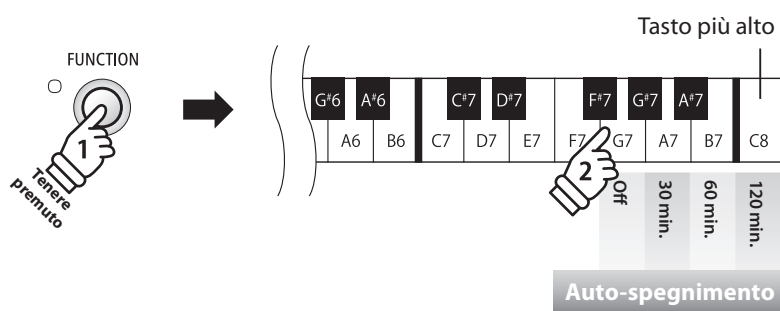 Tasto più alto
FUNCTION
G#6 A#6 C#7 D#7 F#7 G#7 A#7
A6 B6 C7 D7 E7 F7 G7 A7 B7 C8
1
2
Tenere
premuto
Off 30 min. 60 min. 120 min.
Auto-spegnimento